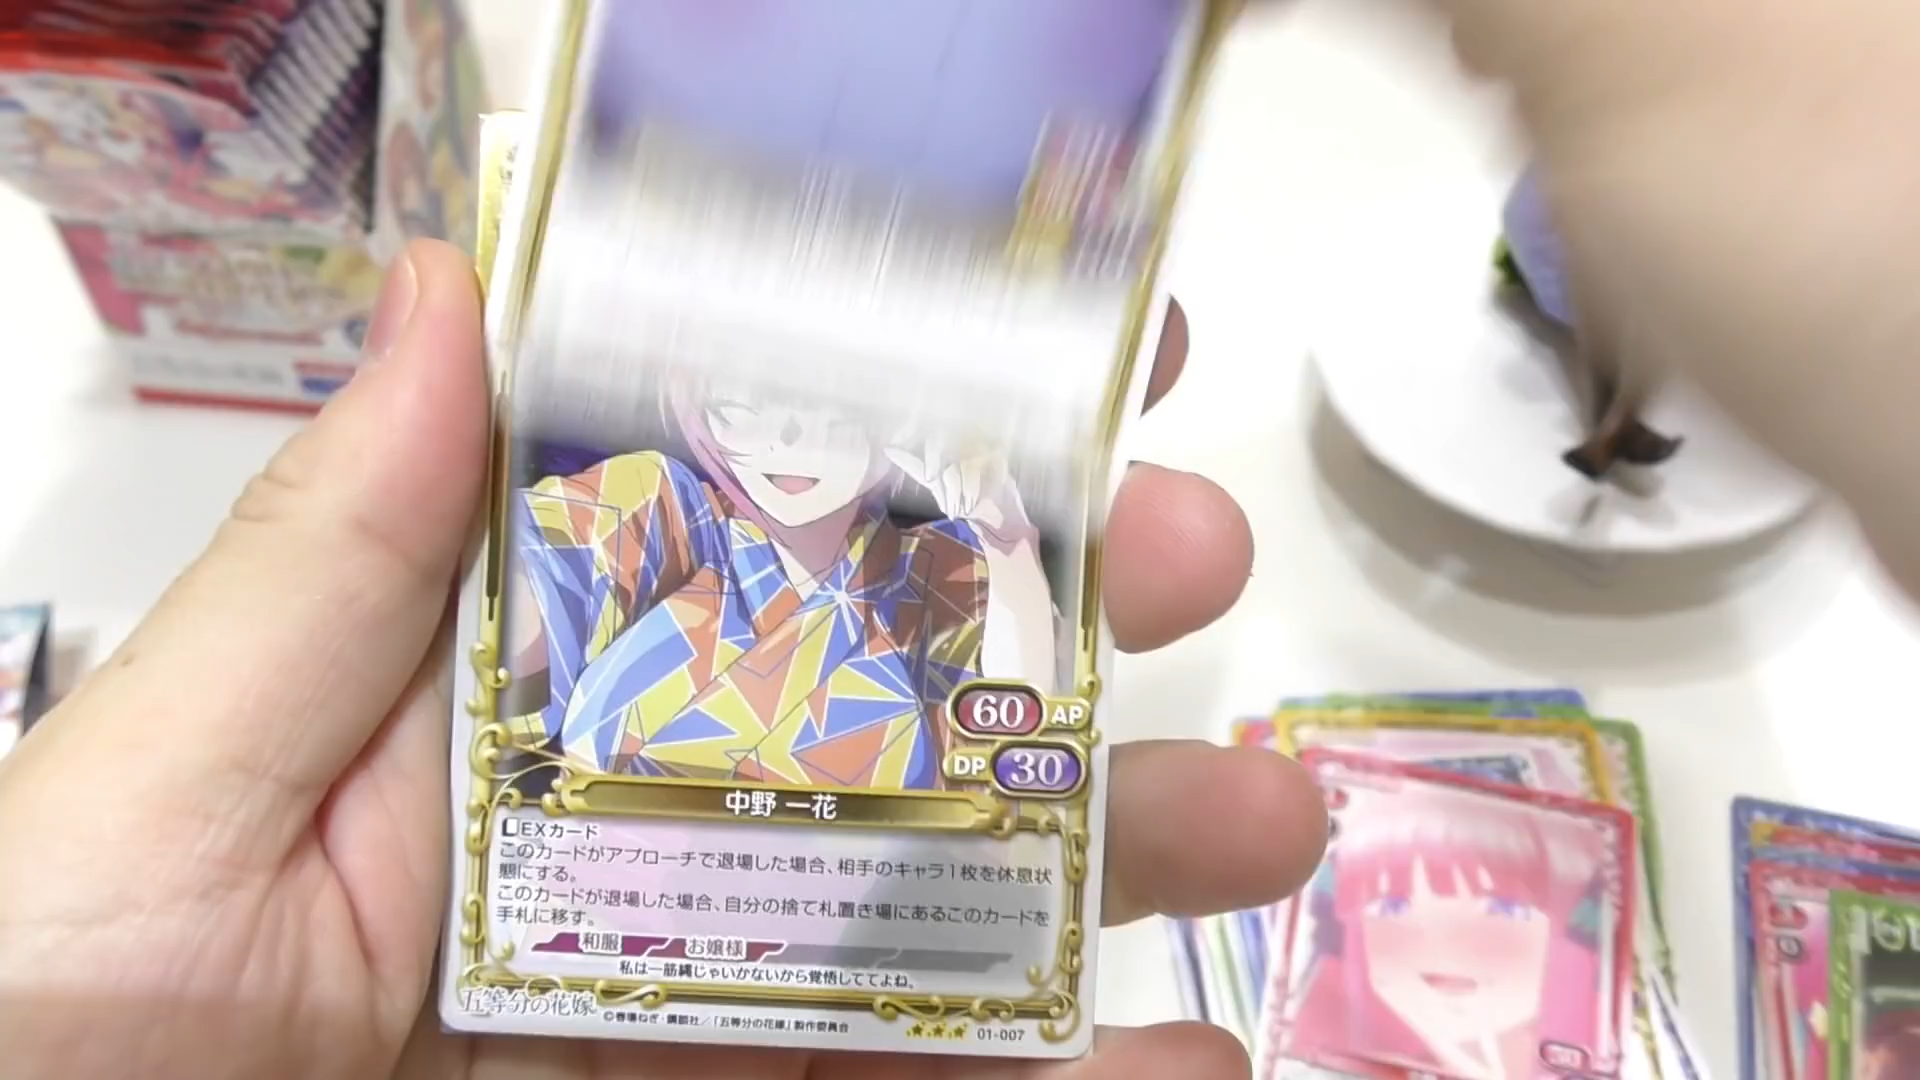 60 AP
DP 30
中野 一花
EXカード
このカードがアプローチで退場した場合、相手のキャラ1枚を休息状
態にする。
このカードが退場した場合、自分の捨て札置き場にあるこのカードを
手札に移す。
和服 お嬢様
私は一筋縄じゃいかないから覚悟しててよね。
五等分の花嫁
©春場ねぎ・講談社/「五等分の花嫁」製作委員会
01-007